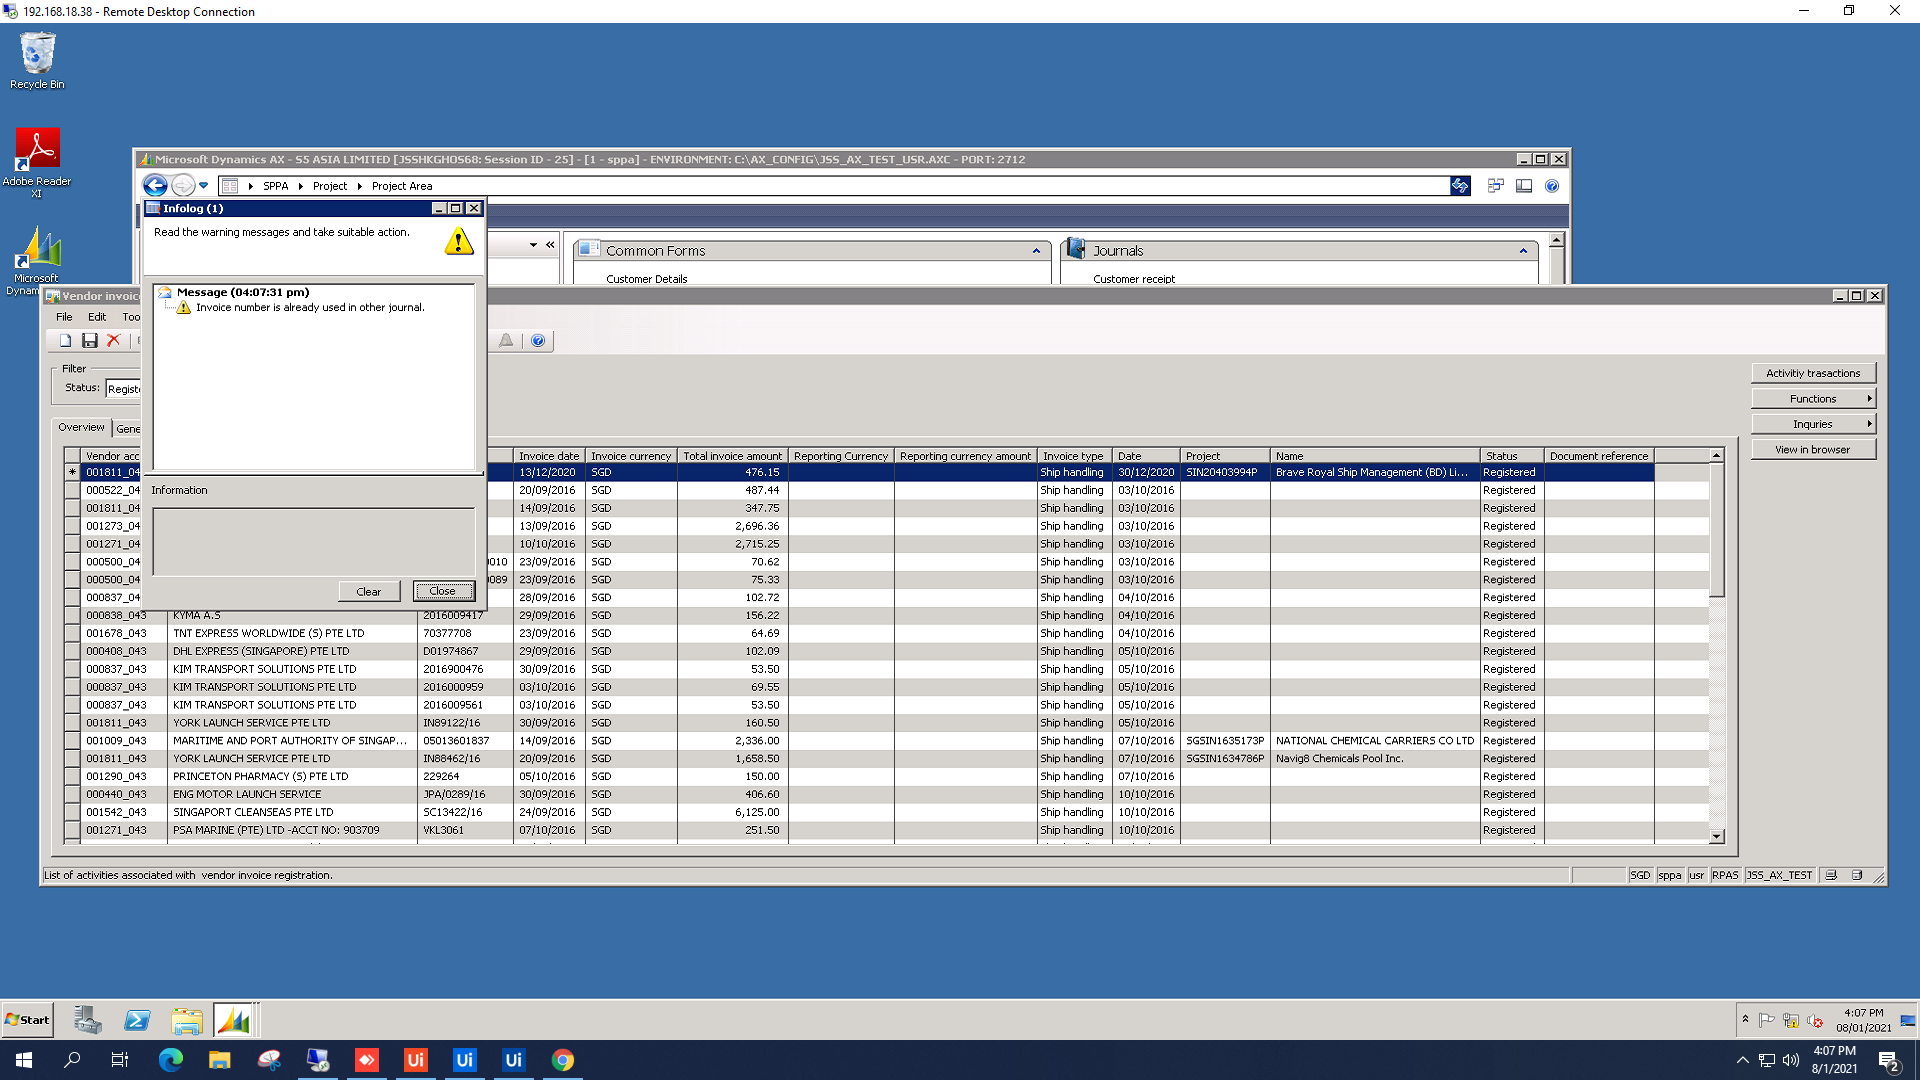 192.168.18.38 - Remote Desktop Connection
Recycle Bin
Adobe Reader
XI
Microsoft
Dynam
Microsoft Dynamics AX - S5 ASIA LIMITED [JSSHKGHOS68: Session ID - 25] - [1 - sppa] - ENVIRONMENT: C:\AX_CONFIG\JSS_AX_TEST_USR.AXC - PORT: 2712
SPPA Project Project Area
Infolog (1)
Read the warning messages and take suitable action.
Common Forms
Customer Details
Journals
Customer receipt
Message (04:07:31 pm)
Invoice number is already used in other journal.
Information
Clear
Close
Vendor invoic
File Edit Too
Filter
Status: Registe
Activitiy trasactions
Functions
Inquries
View in browser
Overview Gene
Vendor acc Invoice date Invoice currency Total invoice amount Reporting Currency Reporting currency amount Invoice type Date Project Name Status Document reference
001811_04 13/12/2020 SGD 476.15 Ship handling 30/12/2020 SIN20403994P Brave Royal Ship Management (BD) Li... Registered
000522_04 20/09/2016 SGD 487.44 Ship handling 03/10/2016 Registered
001811_04 14/09/2016 SGD 347.75 Ship handling 03/10/2016 Registered
001273_04 13/09/2016 SGD 2,696.36 Ship handling 03/10/2016 Registered
001271_04 10/10/2016 SGD 2,715.25 Ship handling 03/10/2016 Registered
000500_04 0010 23/09/2016 SGD 70.62 Ship handling 03/10/2016 Registered
000500_04 0089 23/09/2016 SGD 75.33 Ship handling 03/10/2016 Registered
000837_04 28/09/2016 SGD 102.72 Ship handling 04/10/2016 Registered
000838_043 KYMA A.S 2016009417 29/09/2016 SGD 156.22 Ship handling 04/10/2016 Registered
001678_043 TNT EXPRESS WORLDWIDE (S) PTE LTD 70377708 23/09/2016 SGD 64.69 Ship handling 04/10/2016 Registered
000408_043 DHL EXPRESS (SINGAPORE) PTE LTD D01974867 29/09/2016 SGD 102.09 Ship handling 05/10/2016 Registered
000837_043 KIM TRANSPORT SOLUTIONS PTE LTD 2016900476 30/09/2016 SGD 53.50 Ship handling 05/10/2016 Registered
000837_043 KIM TRANSPORT SOLUTIONS PTE LTD 2016000959 03/10/2016 SGD 69.55 Ship handling 05/10/2016 Registered
000837_043 KIM TRANSPORT SOLUTIONS PTE LTD 2016009561 03/10/2016 SGD 53.50 Ship handling 05/10/2016 Registered
001811_043 YORK LAUNCH SERVICE PTE LTD IN89122/16 30/09/2016 SGD 160.50 Ship handling 05/10/2016 Registered
001009_043 MARITIME AND PORT AUTHORITY OF SINGAP... 05013601837 14/09/2016 SGD 2,336.00 Ship handling 07/10/2016 SGSIN1635173P NATIONAL CHEMICAL CARRIERS CO LTD Registered
001811_043 YORK LAUNCH SERVICE PTE LTD IN88462/16 20/09/2016 SGD 1,658.50 Ship handling 07/10/2016 SGSIN1634786P Navig8 Chemicals Pool Inc. Registered
001290_043 PRINCETON PHARMACY (S) PTE LTD 229264 05/10/2016 SGD 150.00 Ship handling 07/10/2016 Registered
000440_043 ENG MOTOR LAUNCH SERVICE JPA/0289/16 30/09/2016 SGD 406.60 Ship handling 10/10/2016 Registered
001542_043 SINGAPORT CLEANSEAS PTE LTD SC13422/16 24/09/2016 SGD 6,125.00 Ship handling 10/10/2016 Registered
001271_043 PSA MARINE (PTE) LTD -ACCT NO: 903709 VKL3061 07/10/2016 SGD 251.50 Ship handling 10/10/2016 Registered
List of activities associated with vendor invoice registration.
SGD sppa usr RPAS JSS_AX_TEST
Start
4:07 PM
08/01/2021
Ui
Ui
Ui
4:07 PM
8/1/2021
2